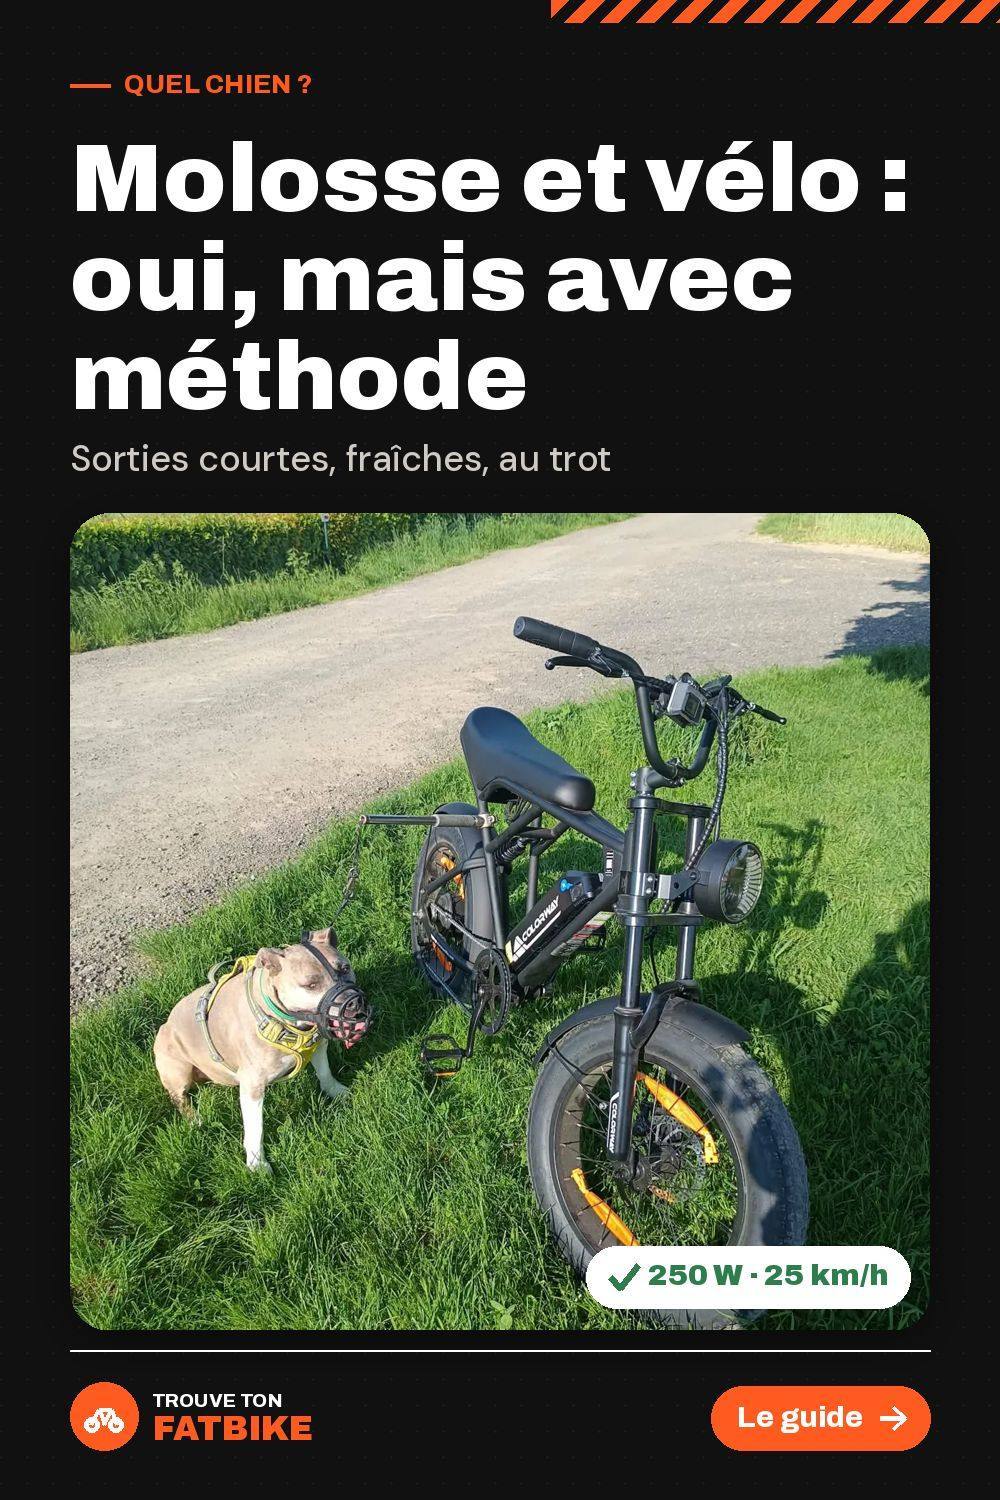 QUEL CHIEN ?
Molosse et vélo :
oui, mais avec
méthode
Sorties courtes, fraîches, au trot
COLORWAY
COLORWAY
250 W · 25 km/h
TROUVE TON
FATBIKE
Le guide